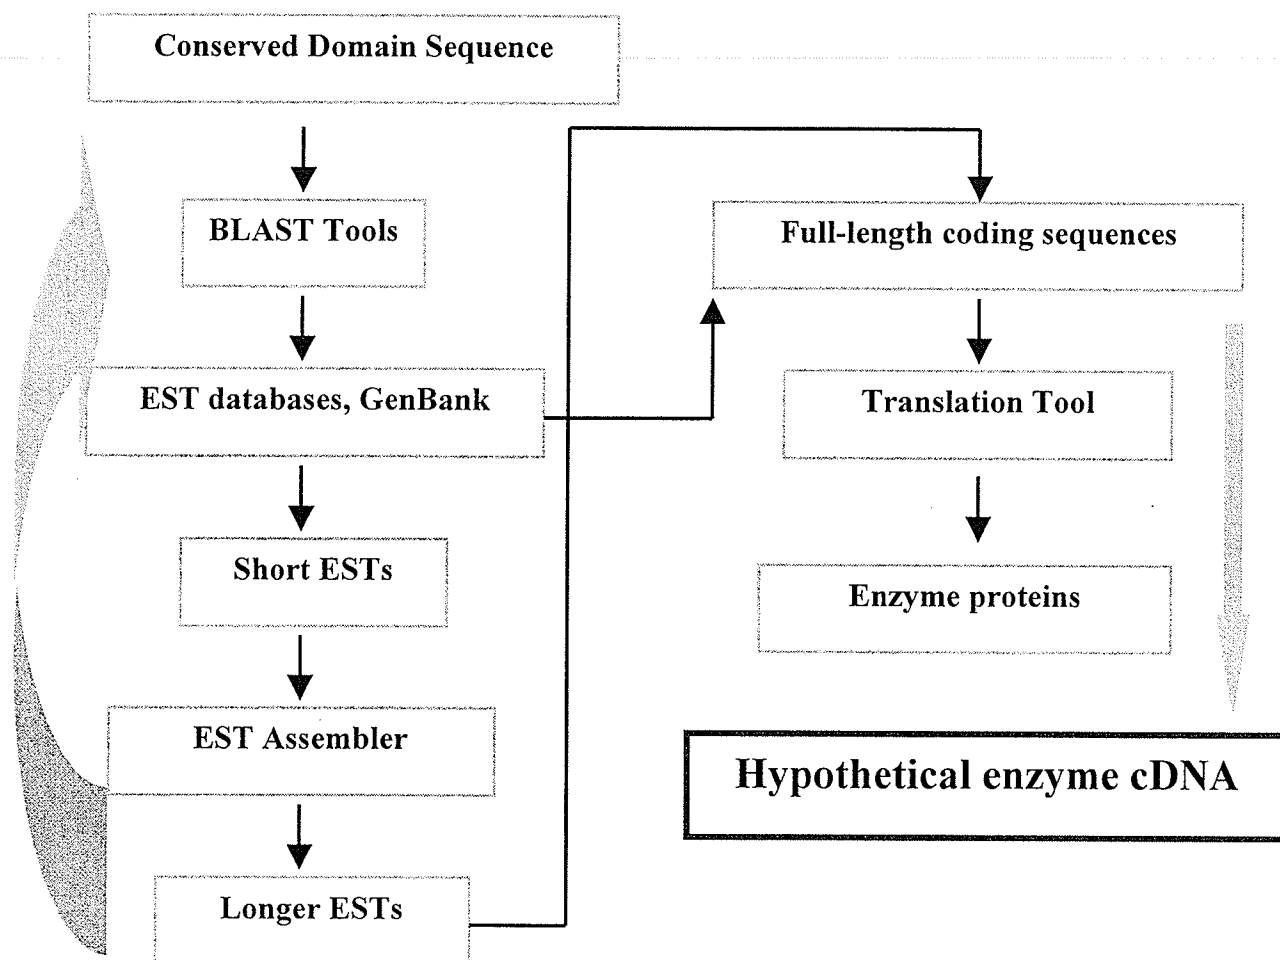 Conserved Domain Sequence
BLAST Tools
EST databases, GenBank
Short ESTs
EST Assembler
Longer ESTs
Full-length coding sequences
Translation Tool
Enzyme proteins
Hypothetical enzyme cDNA